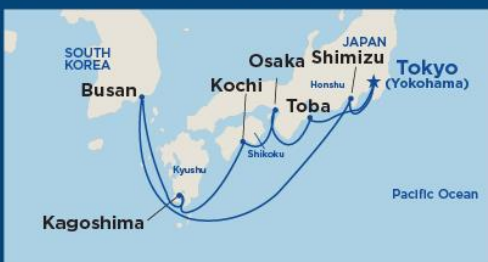 SOUTH
KOREA
Busan
Kochi
Osaka
Shimizu
JAPAN
Tokyo
(Yokohama)
Honshu
Toba
Shikoku
Kyushu
Kagoshima
Pacific Ocean